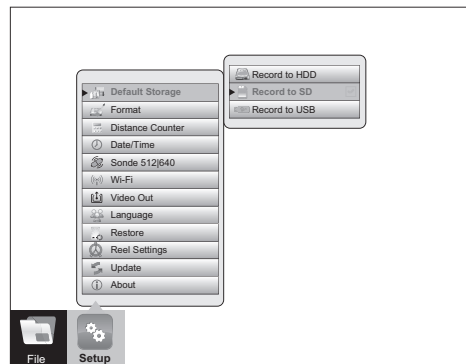 Default Storage
Format
Distance Counter
Date/Time
Sonde 512|640
Wi-Fi
Video Out
Language
Restore
Reel Settings
Update
About
Record to HDD
Record to SD
Record to USB
File
Setup